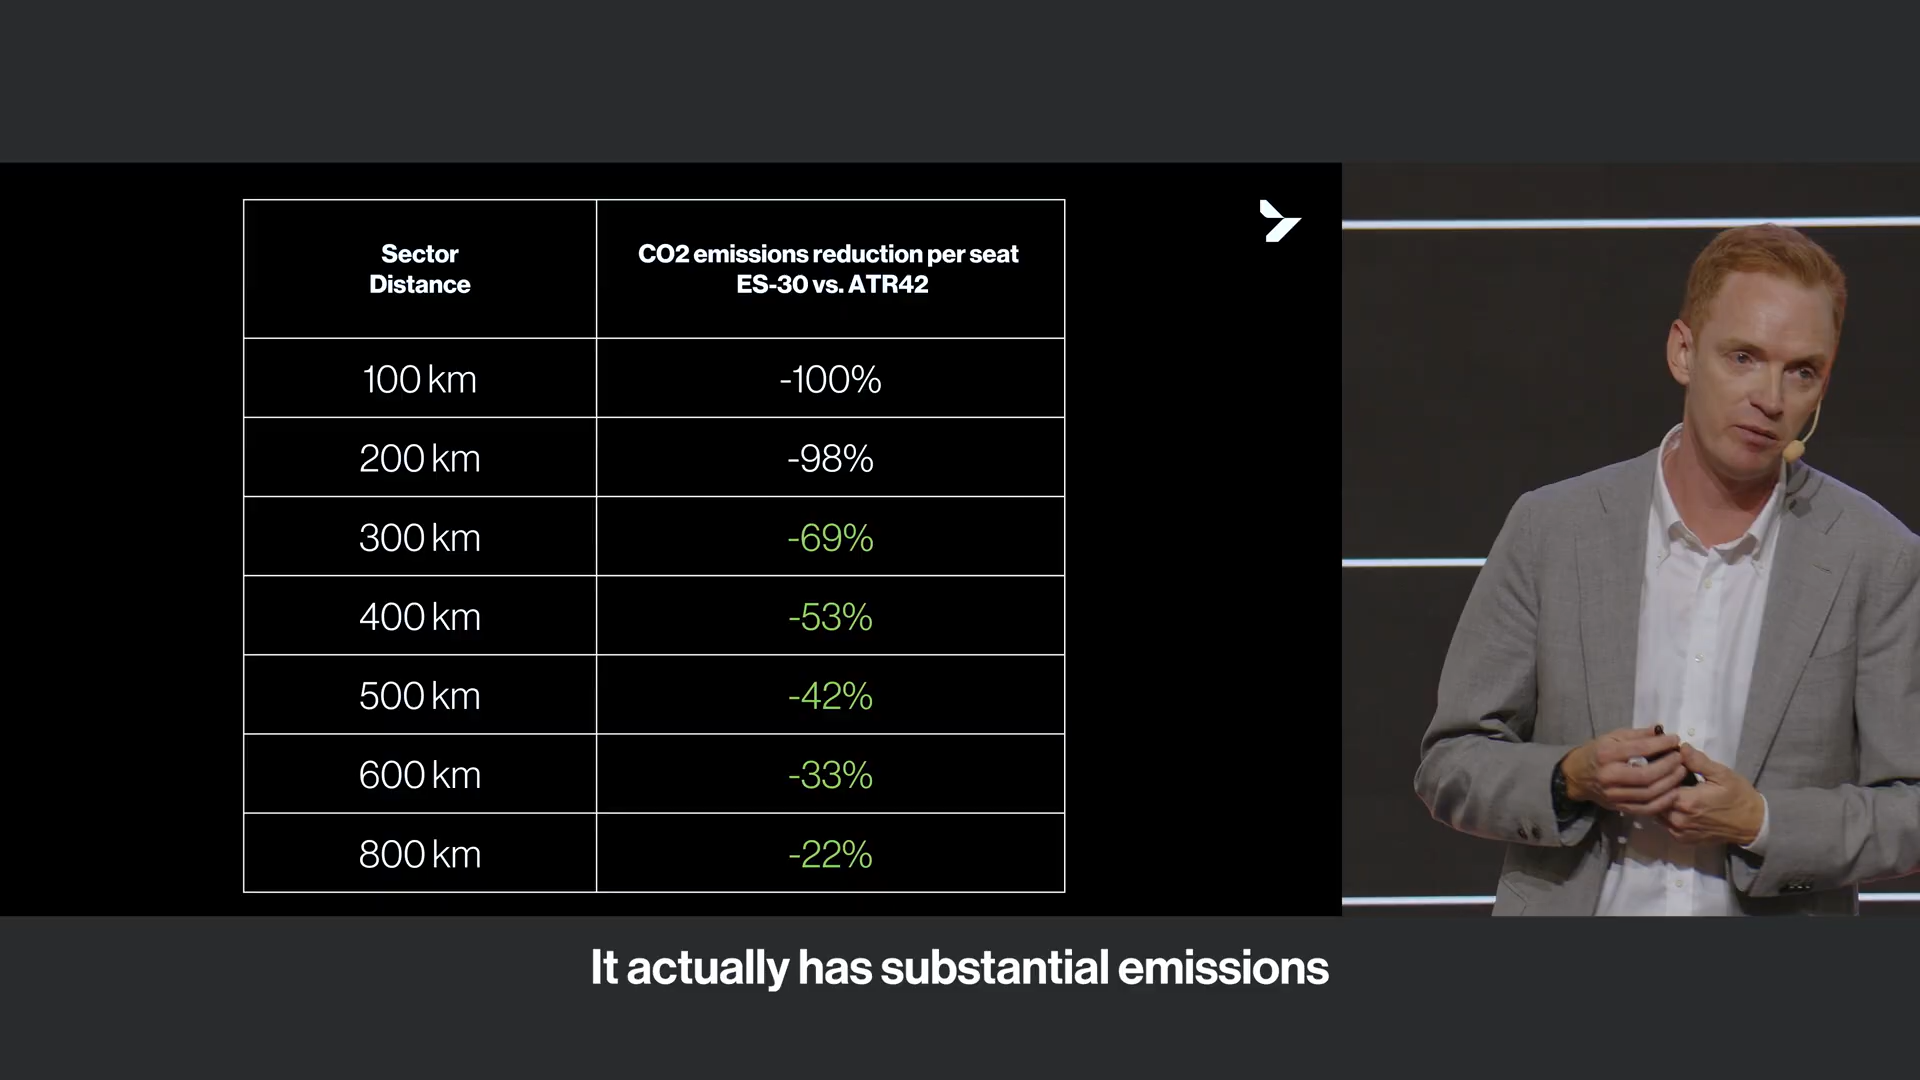 Sector
Distance
CO2 emissions reduction per seat
ES-30 vs. ATR42
100 km
-100%
200 km
-98%
300 km
-69%
400 km
-53%
500 km
-42%
600 km
-33%
800 km
-22%
It actually has substantial emissions